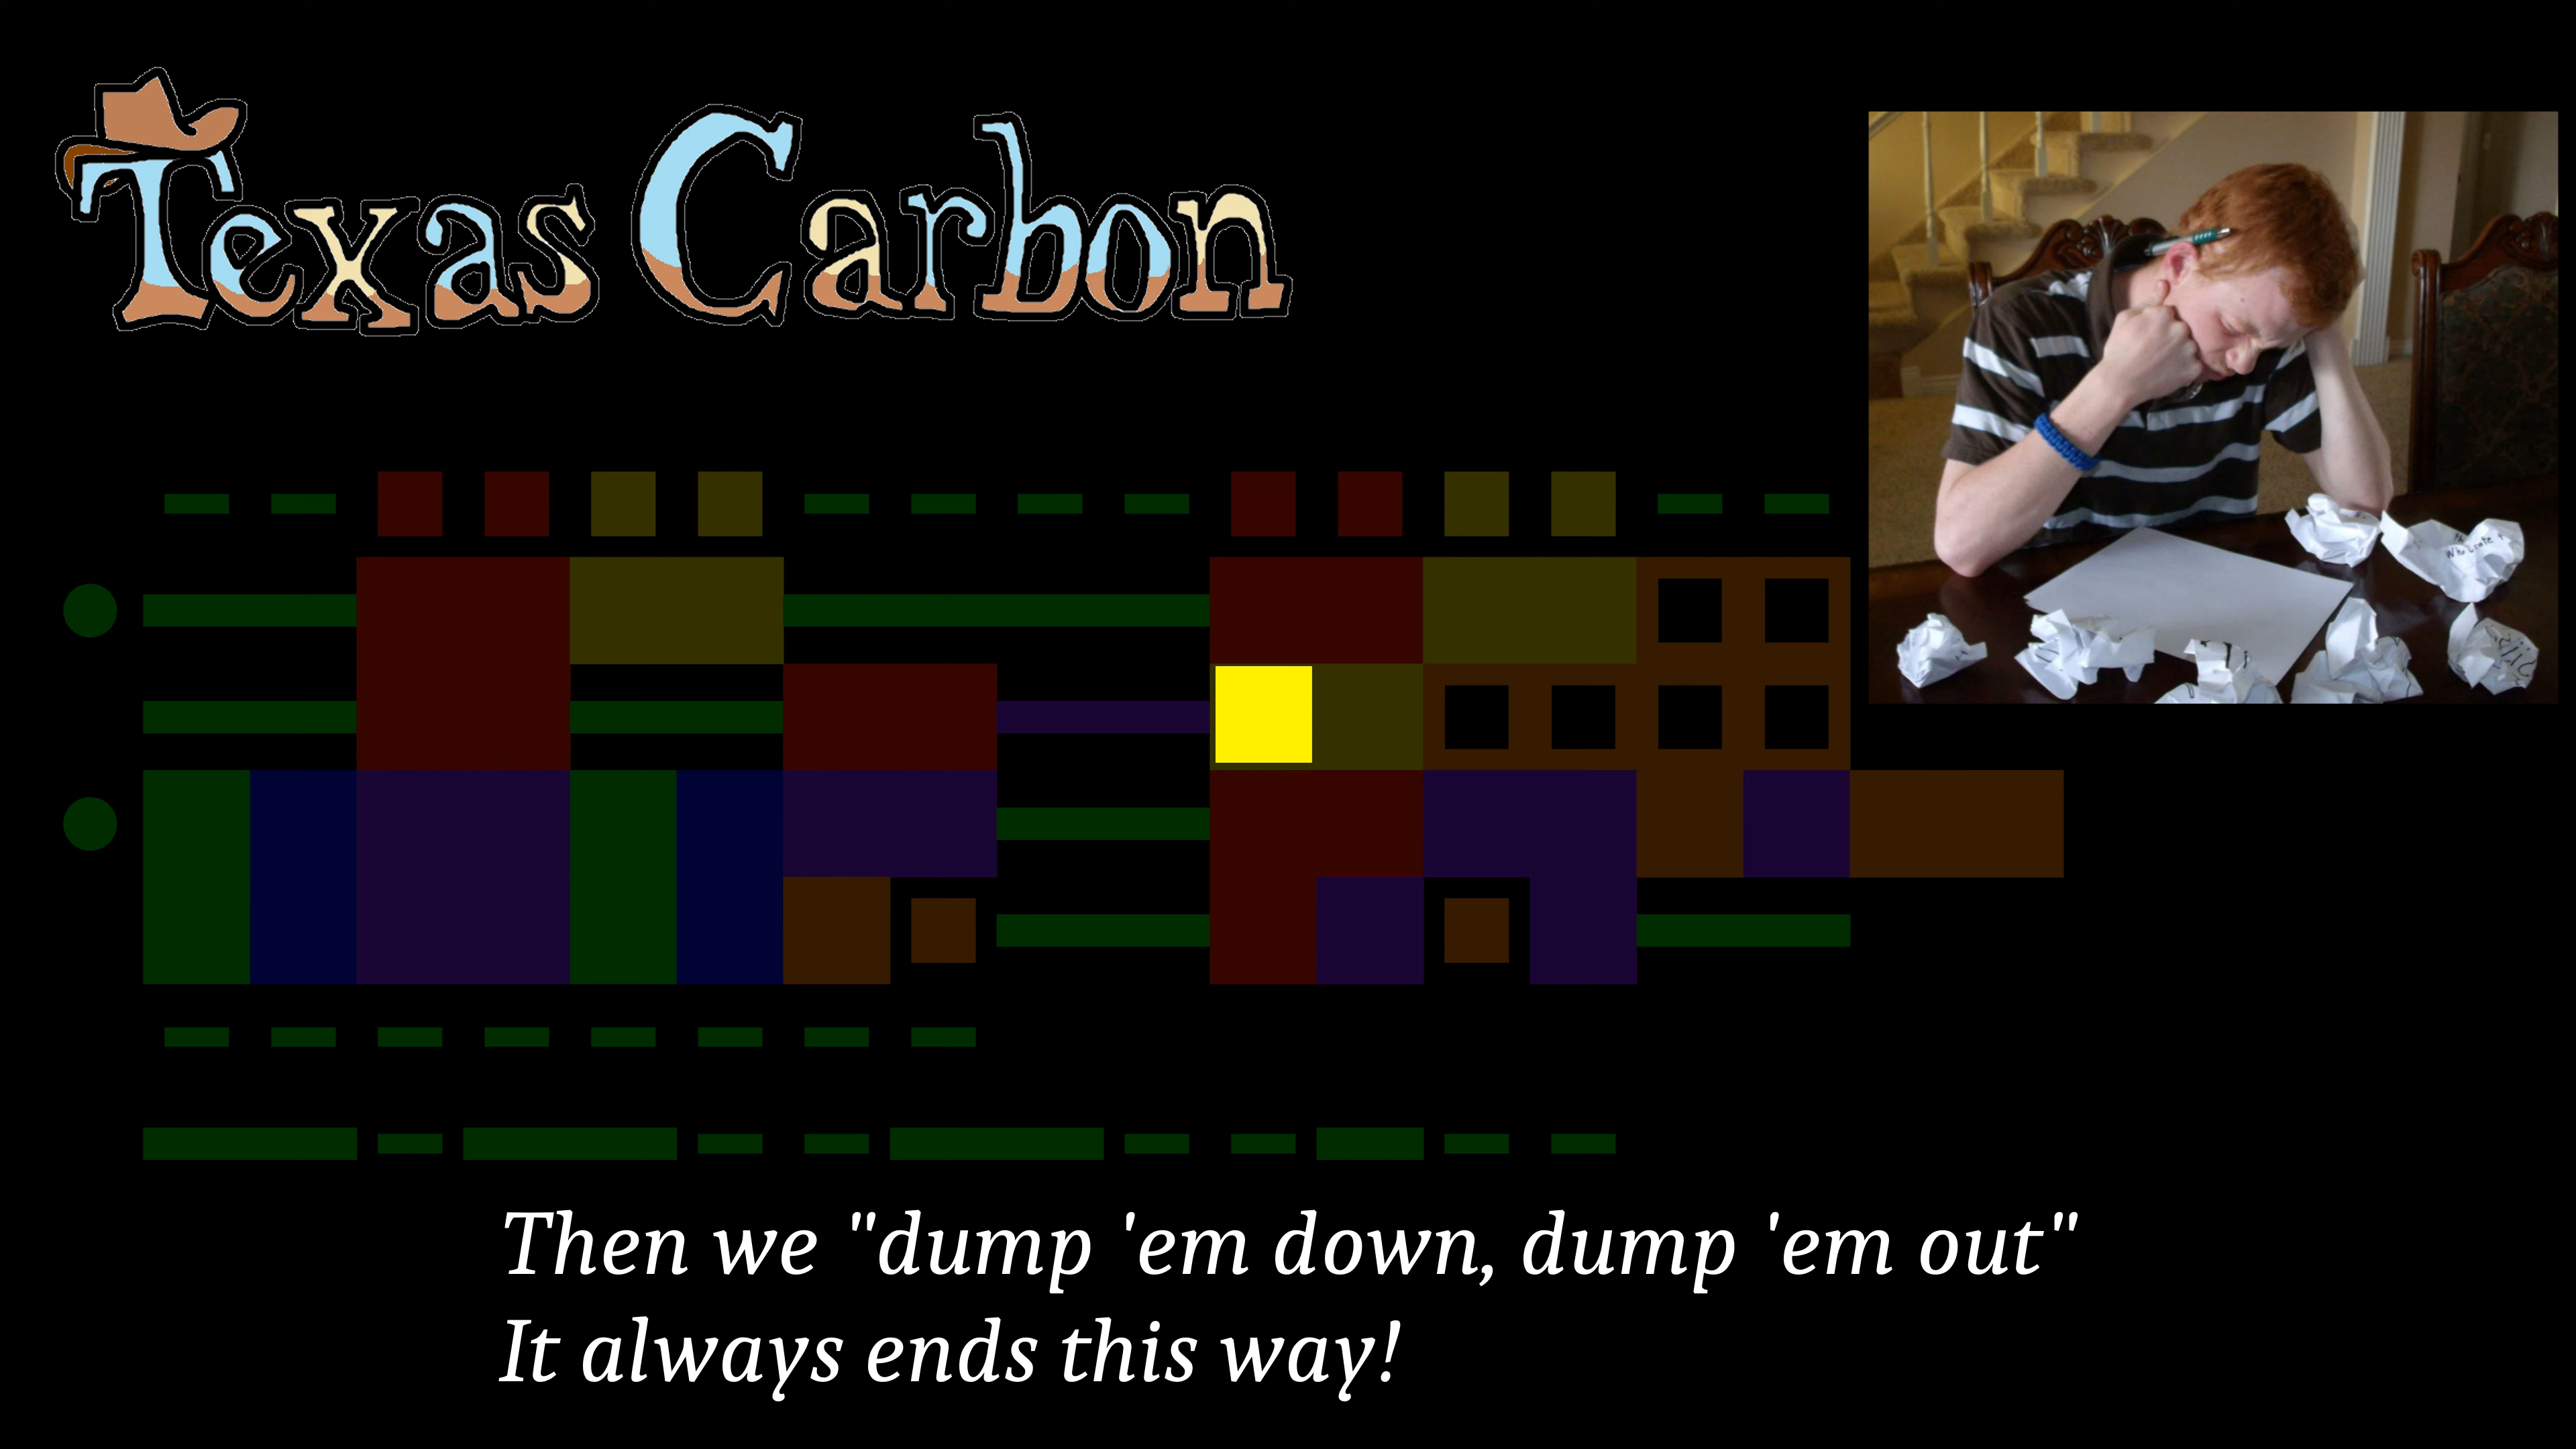 Texas Carbon
Then we "dump 'em down, dump 'em out"
It always ends this way!